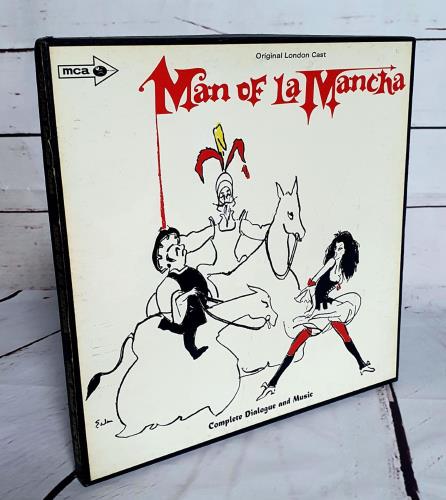 Original London Cast
mca
Man of La Mancha
Complete Dialogue and Music